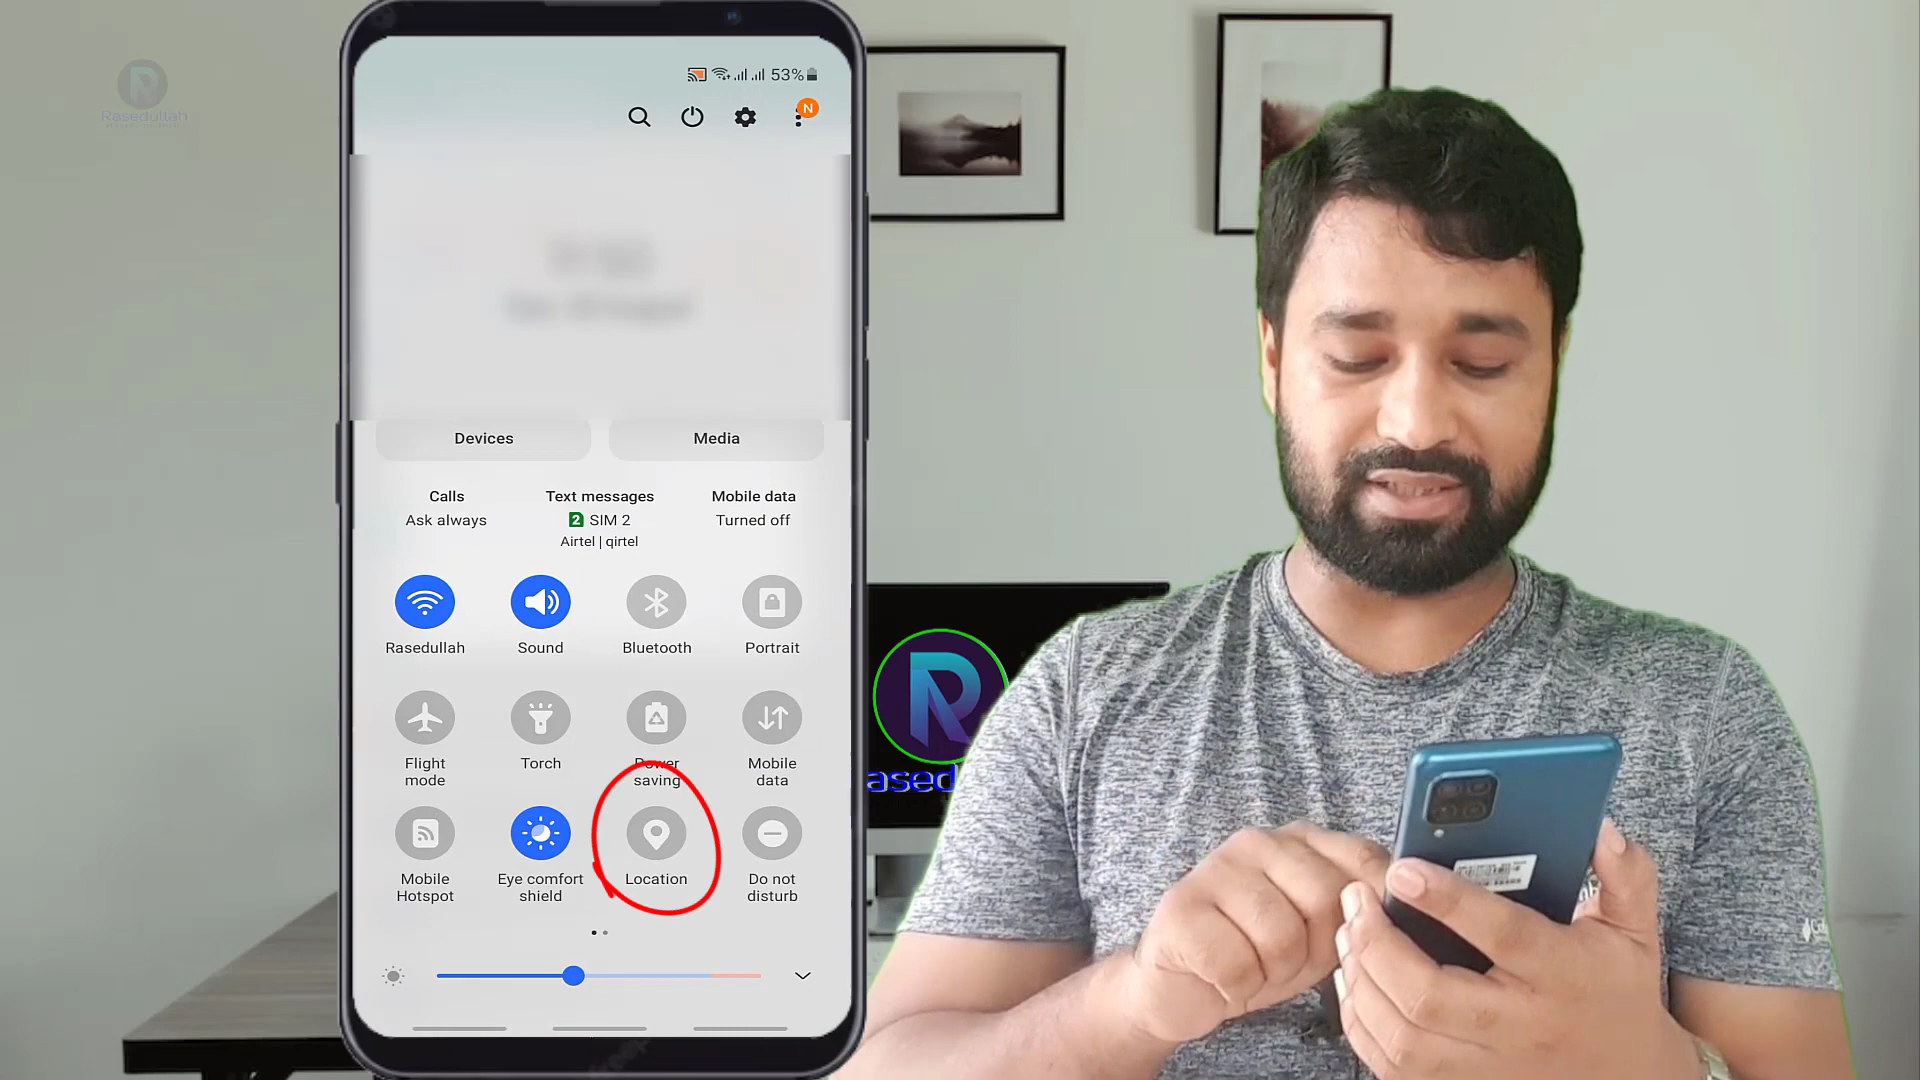 Rasedullah
53%
N
Devices
Media
Calls
Text messages
Mobile data
Ask always
2 SIM 2
Turned off
Airtel | qirtel
Rasedullah
Sound
Bluetooth
Portrait
Flight
mode
Torch
Power
saving
Mobile
data
Mobile
Hotspot
Eye comfort
shield
Location
Do not
disturb
R
ased